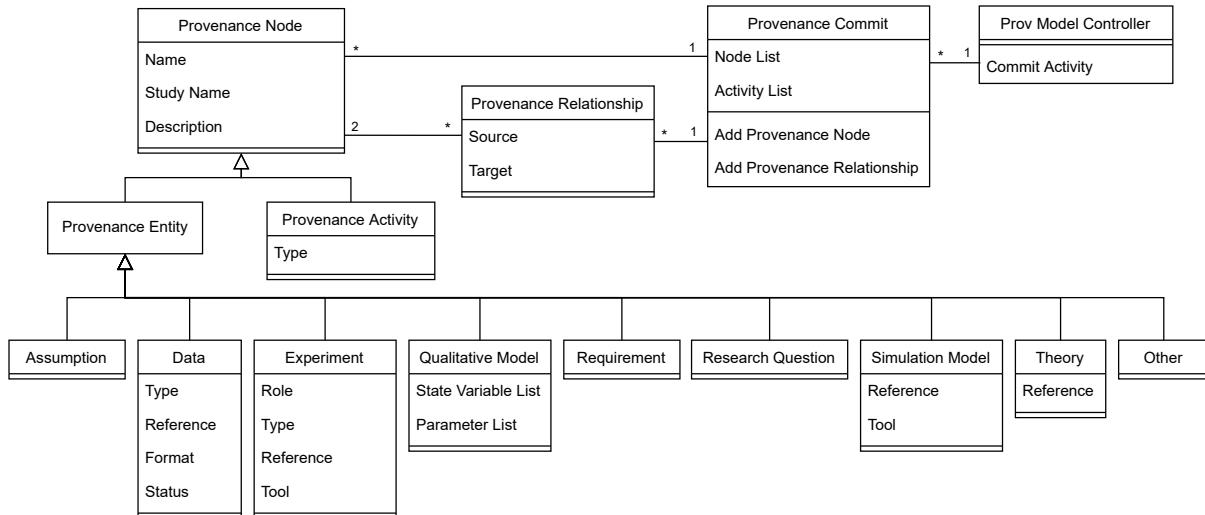 Provenance Node
Name
Study Name
Description
*
1
2
*
Provenance Relationship
Source
Target
*
1
Provenance Commit
Node List
Activity List
Add Provenance Node
Add Provenance Relationship
*
1
Prov Model Controller
Commit Activity
Provenance Entity
Provenance Activity
Type
Assumption
Data
Type
Reference
Format
Status
Experiment
Role
Type
Reference
Tool
Qualitative Model
State Variable List
Parameter List
Requirement
Research Question
Simulation Model
Reference
Tool
Theory
Reference
Other